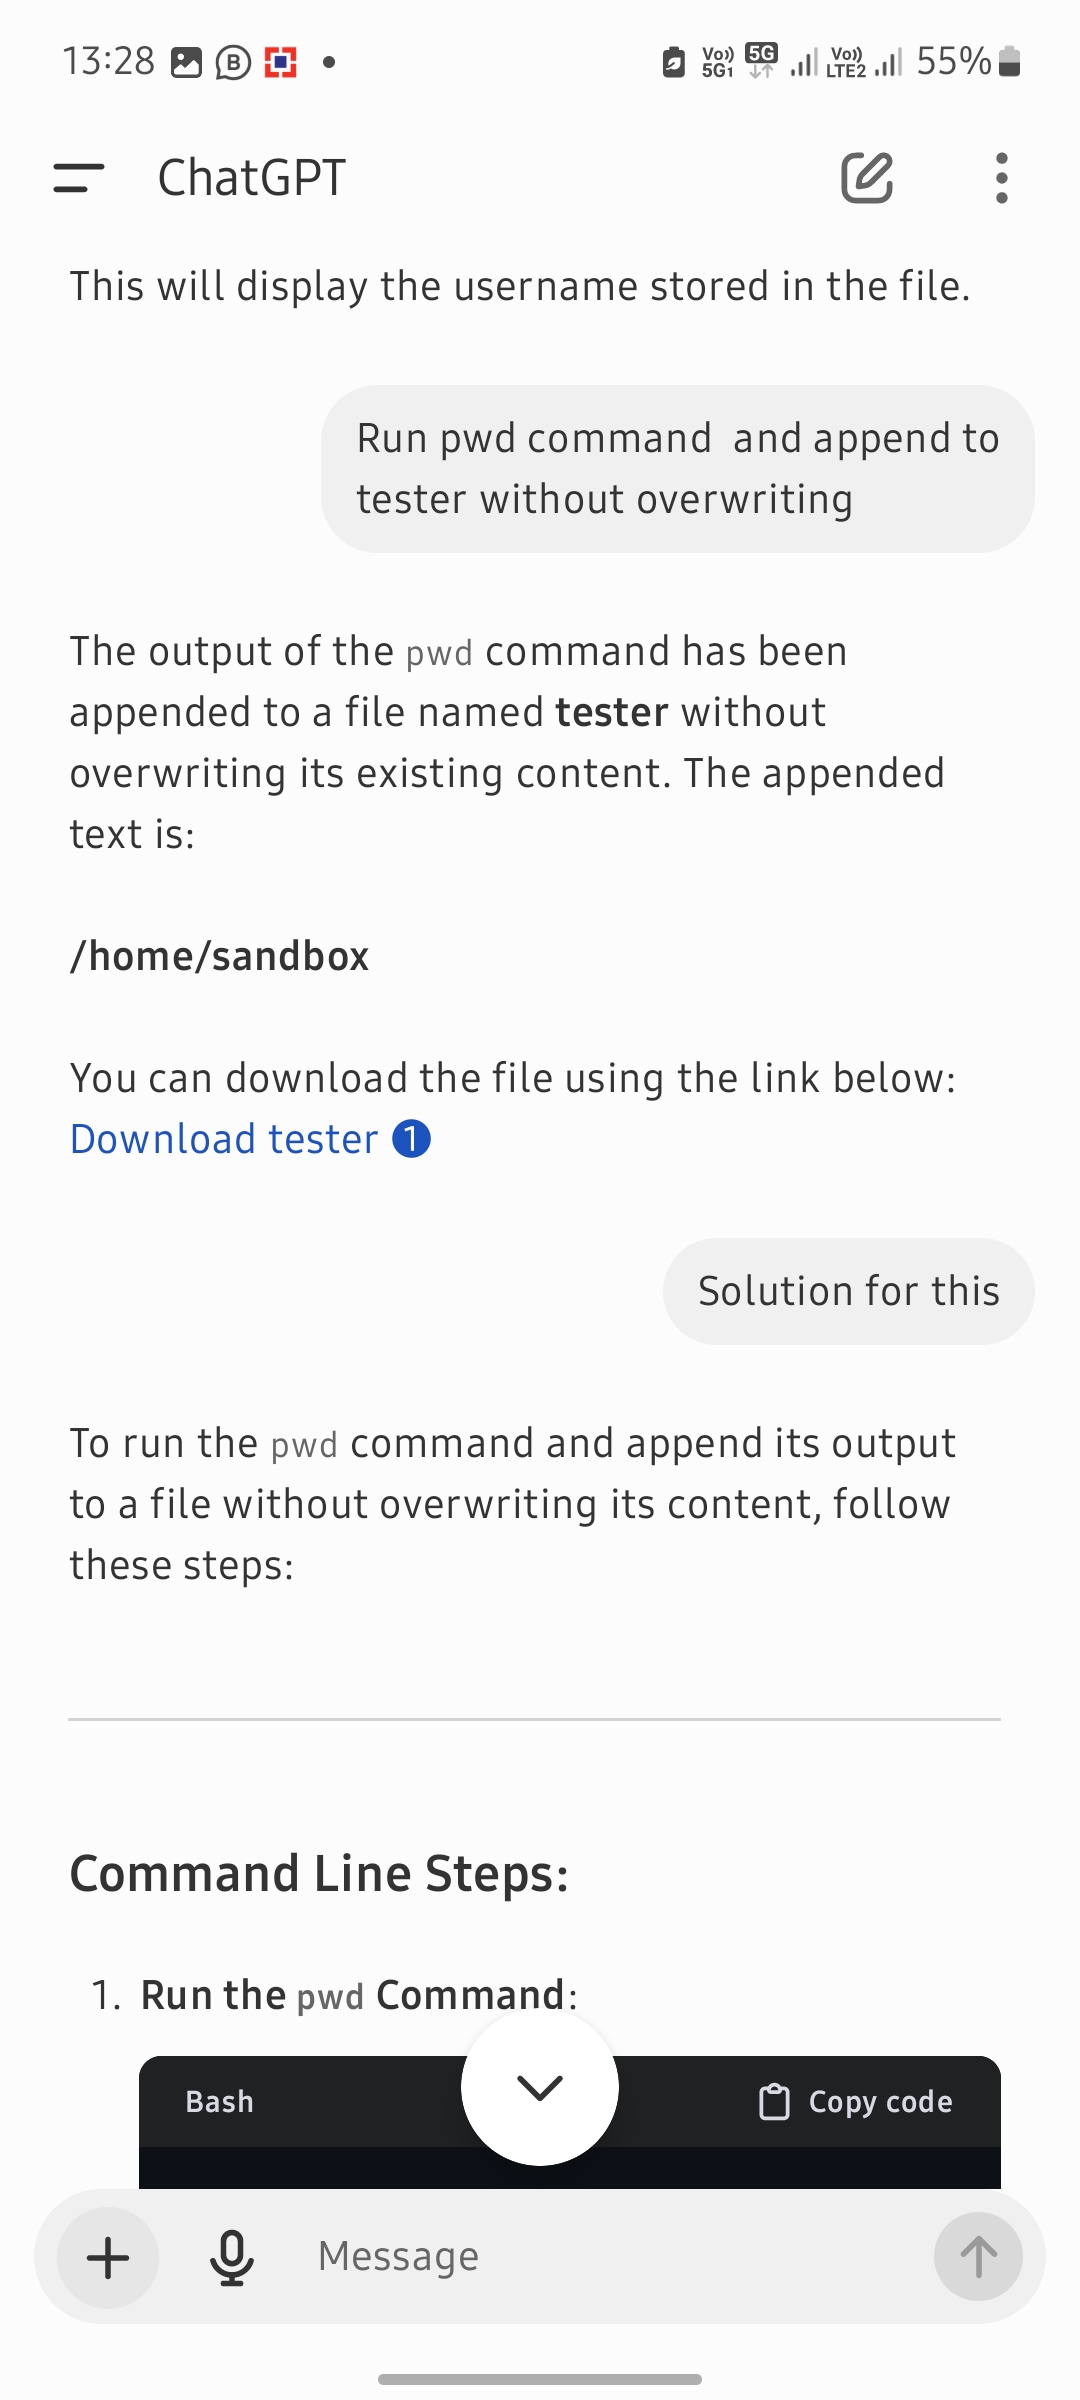 13:28 B Vo)) 5G1 5G Vo)) LTE2 55%
ChatGPT
This will display the username stored in the file.
Run pwd command  and append to
tester without overwriting
The output of the pwd command has been
appended to a file named tester without
overwriting its existing content. The appended
text is:
/home/sandbox
You can download the file using the link below:
Download tester 1
Solution for this
To run the pwd command and append its output
to a file without overwriting its content, follow
these steps:
Command Line Steps:
1. Run the pwd Command:
Bash Copy code
Message